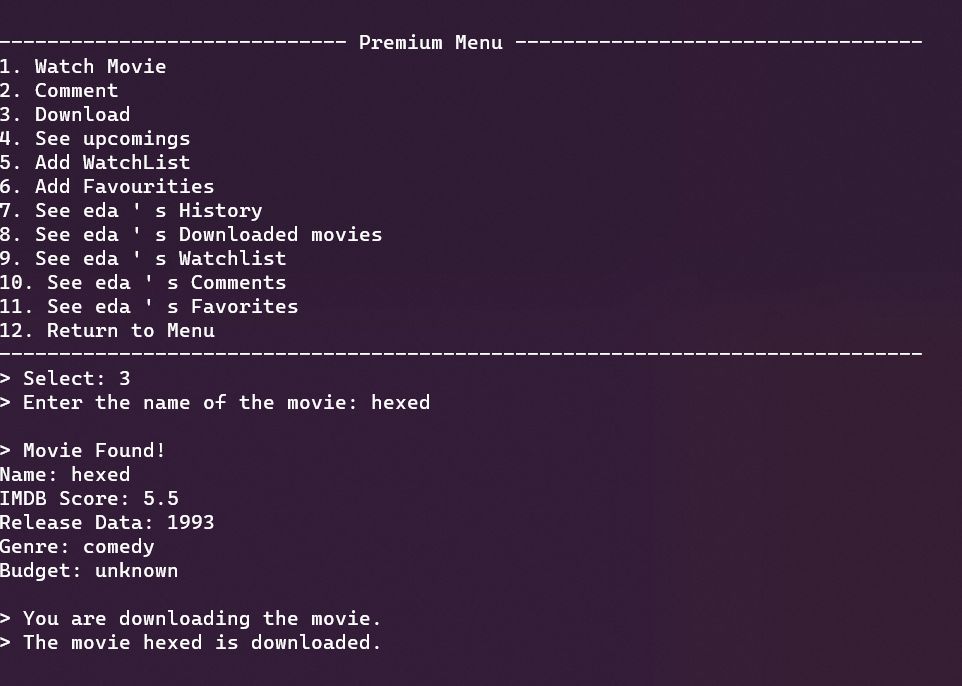 ----------------------------- Premium Menu ----------------------------------
1. Watch Movie
2. Comment
3. Download
4. See upcomings
5. Add WatchList
6. Add Favourities
7. See eda ' s History
8. See eda ' s Downloaded movies
9. See eda ' s Watchlist
10. See eda ' s Comments
11. See eda ' s Favorites
12. Return to Menu
-----------------------------------------------------------------------------
> Select: 3
> Enter the name of the movie: hexed
> Movie Found!
Name: hexed
IMDB Score: 5.5
Release Data: 1993
Genre: comedy
Budget: unknown
> You are downloading the movie.
> The movie hexed is downloaded.